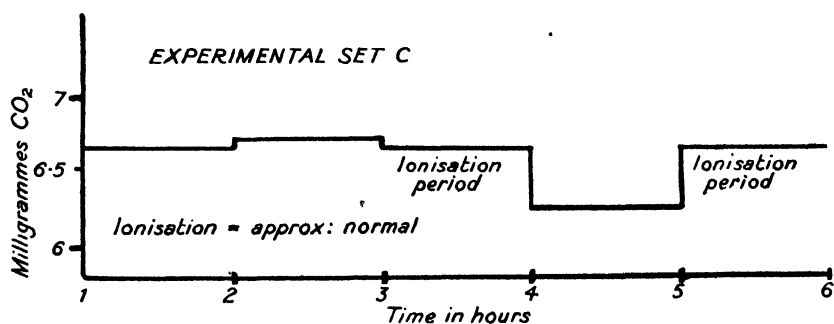 EXPERIMENTAL SET C
Milligrammes CO₂
7
6.5
6
Ionisation
period
Ionisation
period
Ionisation = approx: normal
1 2 3 4 5 6
Time in hours